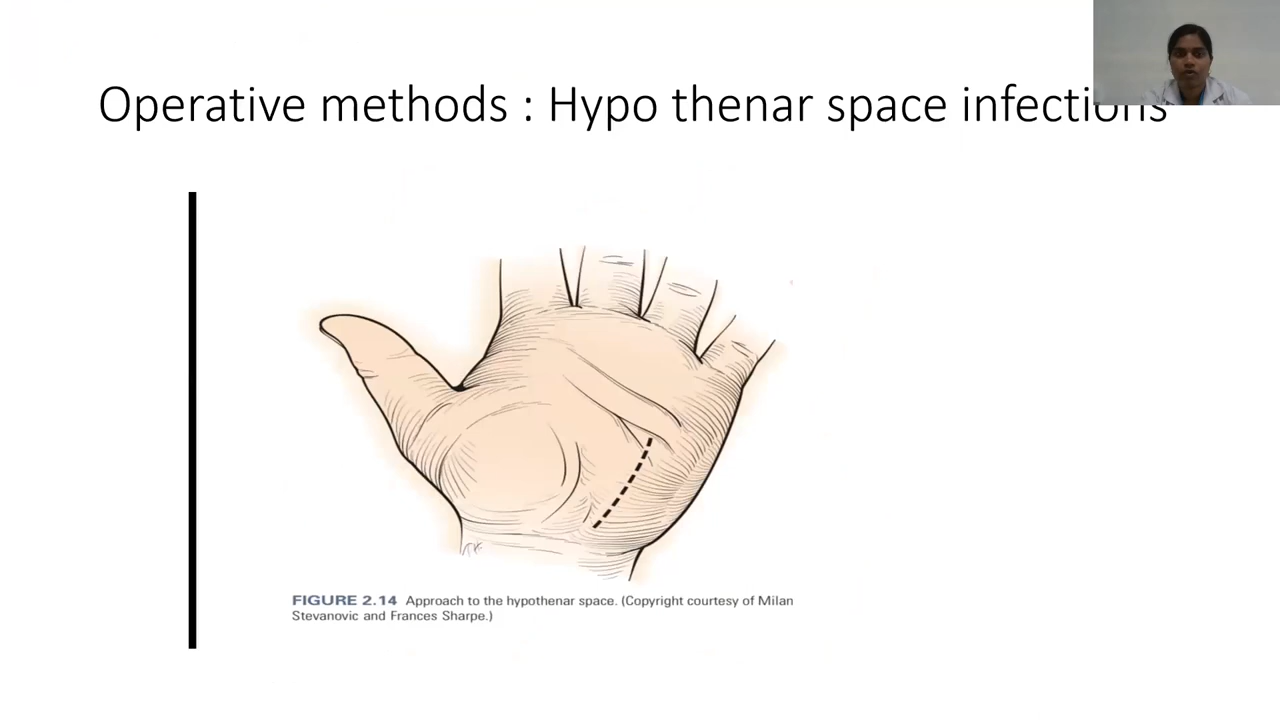 Operative methods : Hypo thenar space infections
FIGURE 2.14 Approach to the hypothenar space. (Copyright courtesy of Milan
Stevanovic and Frances Sharpe.)